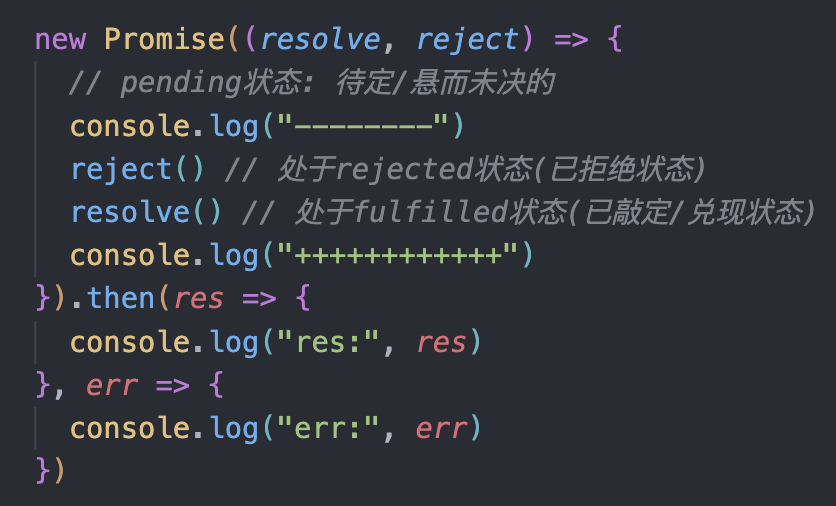 new Promise((resolve, reject) => {
  // pending状态: 待定/悬而未决的
  console.log("--------")
  reject() // 处于rejected状态(已拒绝状态)
  resolve() // 处于fulfilled状态(已敲定/兑现状态)
  console.log("++++++++++++")
}).then(res => {
  console.log("res:", res)
}, err => {
  console.log("err:", err)
})